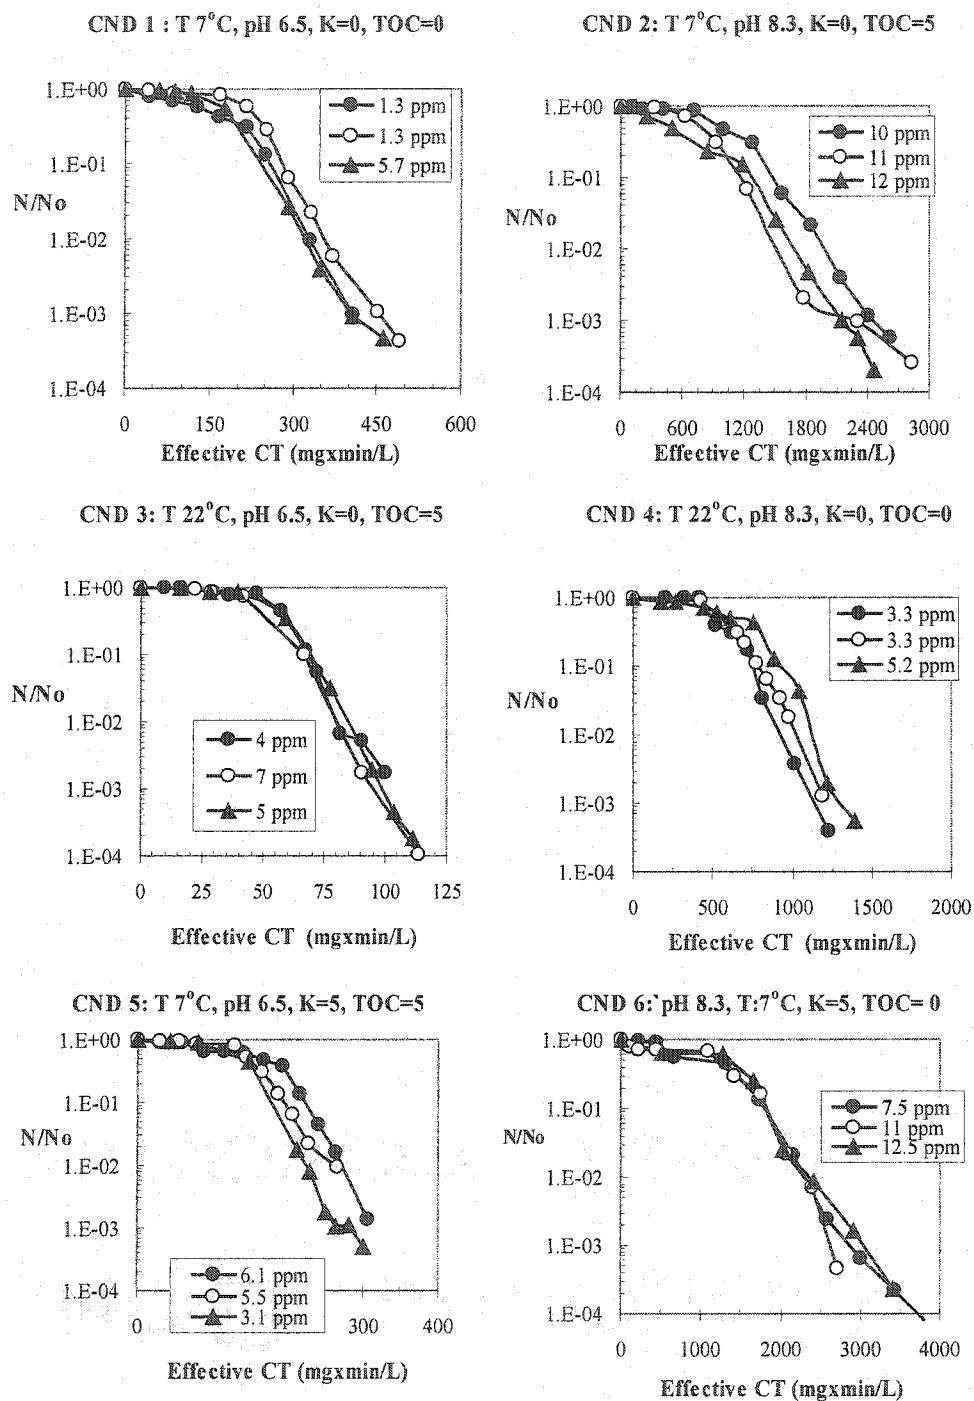 CND 1 : T 7°C, pH 6.5, K=0, TOC=0
1.E+00
1.E-01
1.E-02
1.E-03
1.E-04
N/No
1.3 ppm
1.3 ppm
5.7 ppm
0 150 300 450 600
Effective CT (mgxmin/L)
CND 2: T 7°C, pH 8.3, K=0, TOC=5
1.E+00
1.E-01
1.E-02
1.E-03
1.E-04
N/No
10 ppm
11 ppm
12 ppm
0 600 1200 1800 2400 3000
Effective CT (mgxmin/L)
CND 3: T 22°C, pH 6.5, K=0, TOC=5
1.E+00
1.E-01
1.E-02
1.E-03
1.E-04
N/No
4 ppm
7 ppm
5 ppm
0 25 50 75 100 125
Effective CT (mgxmin/L)
CND 4: T 22°C, pH 8.3, K=0, TOC=0
1.E+00
1.E-01
1.E-02
1.E-03
1.E-04
N/No
3.3 ppm
3.3 ppm
5.2 ppm
0 500 1000 1500 2000
Effective CT (mgxmin/L)
CND 5: T 7°C, pH 6.5, K=5, TOC=5
1.E+00
1.E-01
1.E-02
1.E-03
1.E-04
N/No
6.1 ppm
5.5 ppm
3.1 ppm
0 300 400
Effective CT (mgxmin/L)
CND 6:`pH 8.3, T:7°C, K=5, TOC= 0
1.E+00
1.E-01
1.E-02
1.E-03
1.E-04
N/No
7.5 ppm
11 ppm
12.5 ppm
0 1000 2000 3000 4000
Effective CT (mgxmin/L)